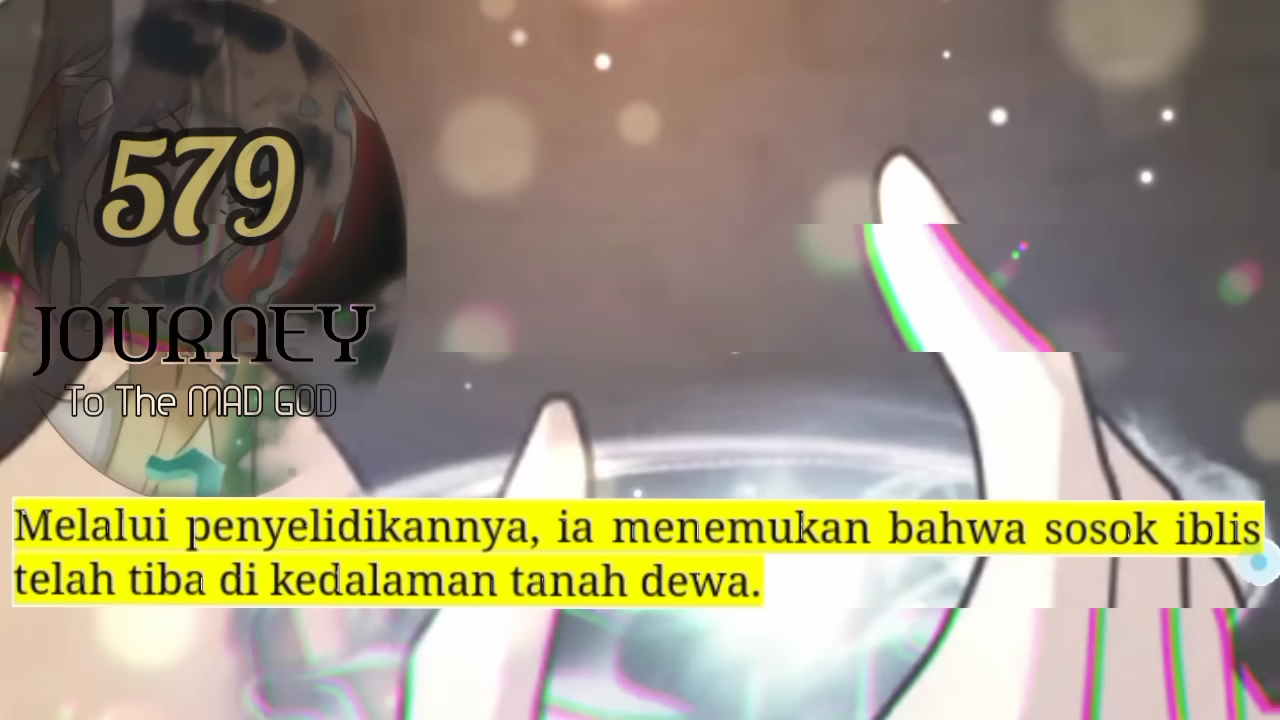 579
JOURNEY
To The MAD GOD
Melalui penyelidikannya, ia menemukan bahwa sosok iblis
telah tiba di kedalaman tanah dewa.